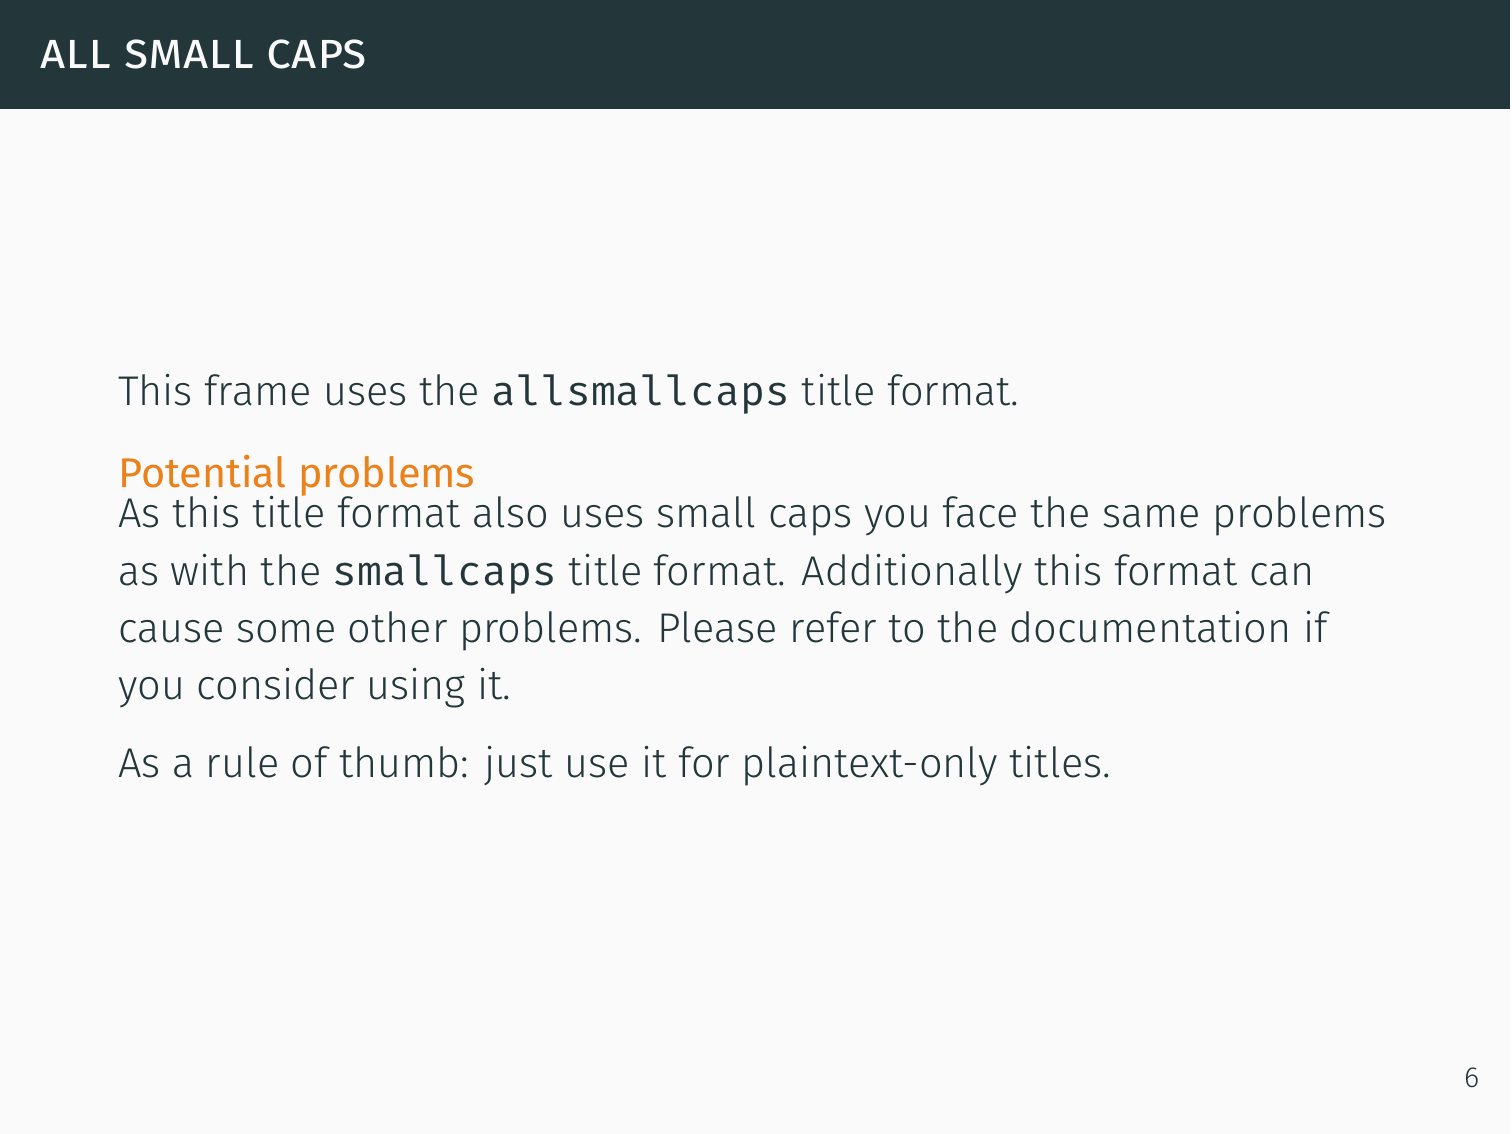 ALL SMALL CAPS
This frame uses the allsmallcaps title format.
Potential problems
As this title format also uses small caps you face the same problems
as with the smallcaps title format. Additionally this format can
cause some other problems. Please refer to the documentation if
you consider using it.
As a rule of thumb: just use it for plaintext-only titles.
6